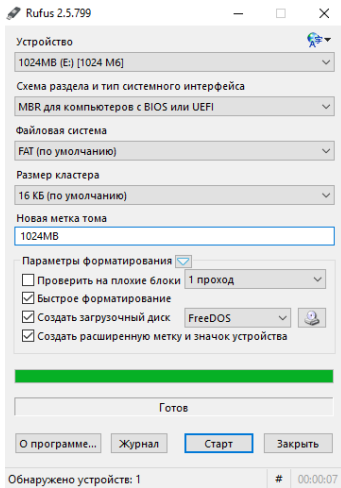 Rufus 2.5.799
Устройство
1024MB (E:) [1024 M6]
Схема раздела и тип системного интерфейса
MBR для компьютеров с BIOS или UEFI
Файловая система
FAT (по умолчанию)
Размер кластера
16 КБ (по умолчанию)
Новая метка тома
1024MB
Параметры форматирования
Проверить на плохие блоки 1 проход
Быстрое форматирование
Создать загрузочный диск FreeDOS
Создать расширенную метку и значок устройства
Готов
О программе... Журнал Старт Закрыть
Обнаружено устройств: 1 # 00:00:07